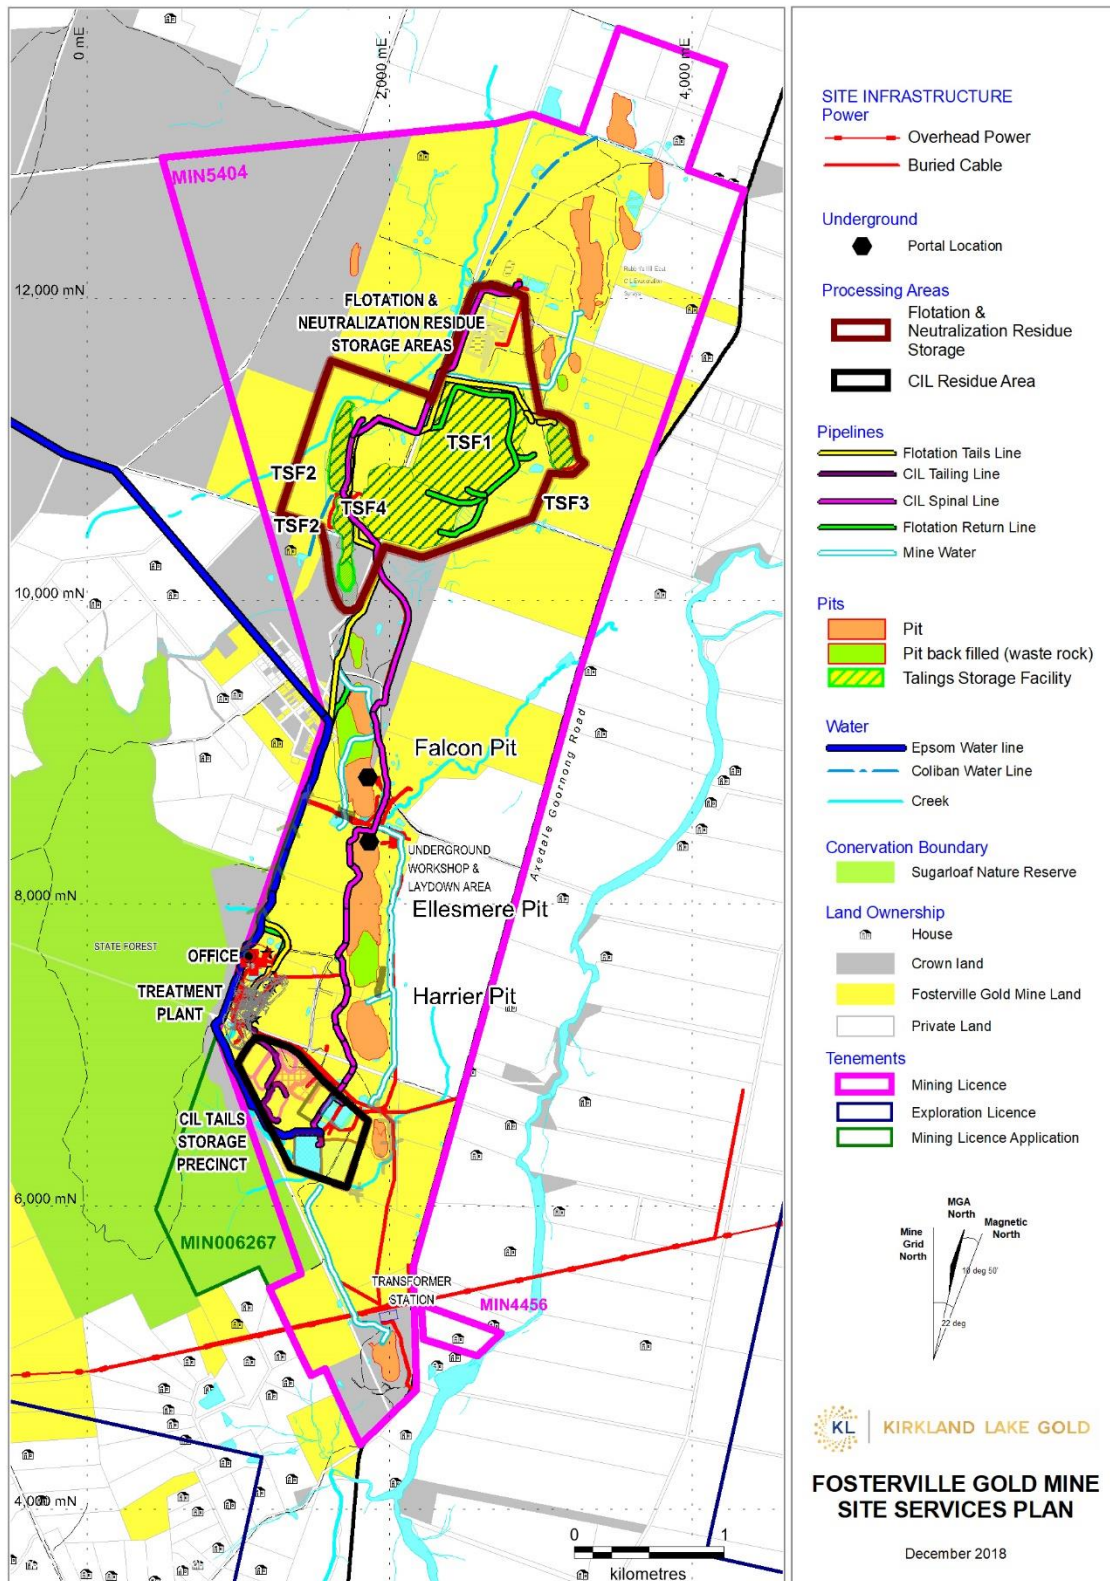 0 mE
2,000 mE
4,000 mE
MIN5404
12,000 mN
FLOTATION &
NEUTRALIZATION RESIDUE
STORAGE AREAS
TSF1
TSF2
TSF4
TSF3
TSF2
10,000 mN
Falcon Pit
Axedale Goornong Road
UNDERGROUND
WORKSHOP &
LAYDOWN AREA
8,000 mN
Ellesmere Pit
STATE FOREST
OFFICE
TREATMENT
PLANT
Harrier Pit
CIL TAILS
STORAGE
PRECINCT
6,000 mN
MIN006267
TRANSFORMER
STATION
MIN4456
4,000 mN
0 1
kilometres
SITE INFRASTRUCTURE
Power
Overhead Power
Buried Cable
Underground
Portal Location
Processing Areas
Flotation &
Neutralization Residue
Storage
CIL Residue Area
Pipelines
Flotation Tails Line
CIL Tailing Line
CIL Spinal Line
Flotation Return Line
Mine Water
Pits
Pit
Pit back filled (waste rock)
Talings Storage Facility
Water
Epsom Water line
Coliban Water Line
Creek
Conervation Boundary
Sugarloaf Nature Reserve
Land Ownership
House
Crown land
Fosterville Gold Mine Land
Private Land
Tenements
Mining Licence
Exploration Licence
Mining Licence Application
MGA
North
Mine
Grid
North
Magnetic
North
10 deg 50'
22 deg
KL KIRKLAND LAKE GOLD
FOSTERVILLE GOLD MINE
SITE SERVICES PLAN
December 2018